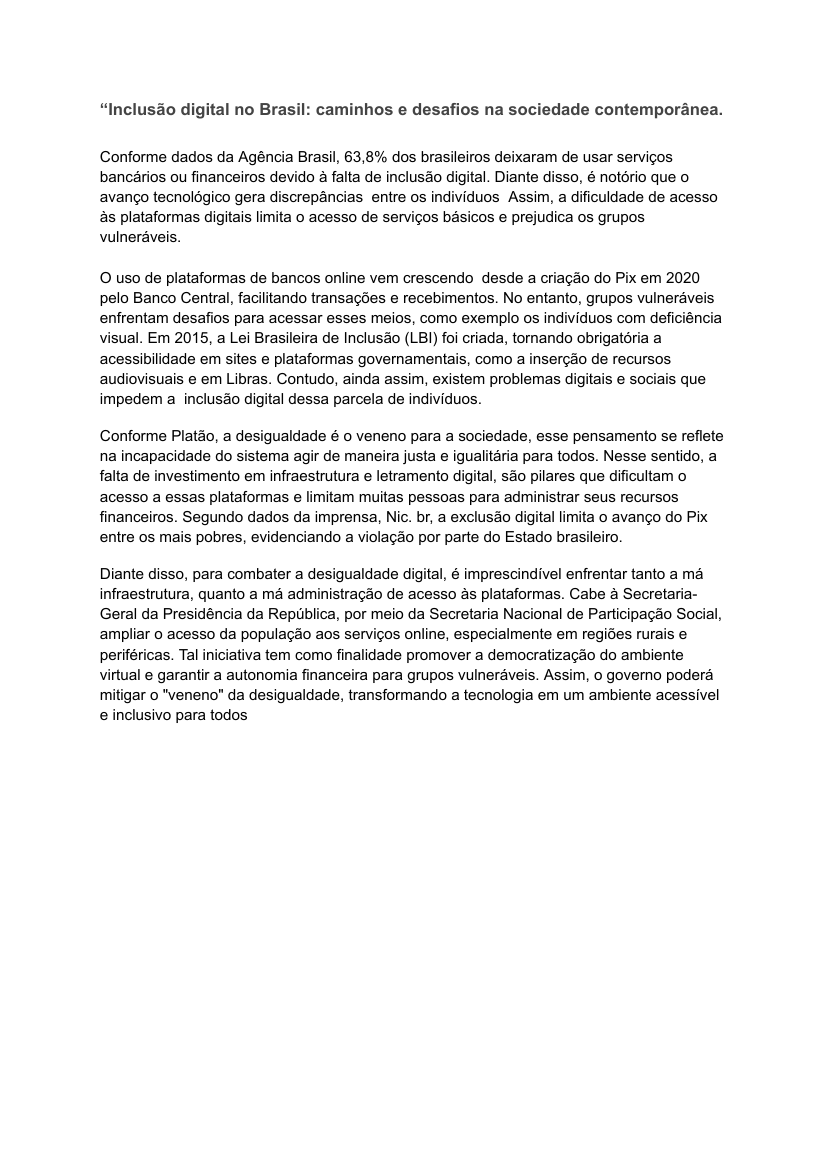 “Inclusão digital no Brasil: caminhos e desafios na sociedade contemporânea.
Conforme dados da Agência Brasil, 63,8% dos brasileiros deixaram de usar serviços
bancários ou financeiros devido à falta de inclusão digital. Diante disso, é notório que o
avanço tecnológico gera discrepâncias  entre os indivíduos  Assim, a dificuldade de acesso
às plataformas digitais limita o acesso de serviços básicos e prejudica os grupos
vulneráveis.
O uso de plataformas de bancos online vem crescendo  desde a criação do Pix em 2020
pelo Banco Central, facilitando transações e recebimentos. No entanto, grupos vulneráveis
enfrentam desafios para acessar esses meios, como exemplo os indivíduos com deficiência
visual. Em 2015, a Lei Brasileira de Inclusão (LBI) foi criada, tornando obrigatória a
acessibilidade em sites e plataformas governamentais, como a inserção de recursos
audiovisuais e em Libras. Contudo, ainda assim, existem problemas digitais e sociais que
impedem a  inclusão digital dessa parcela de indivíduos.
Conforme Platão, a desigualdade é o veneno para a sociedade, esse pensamento se reflete
na incapacidade do sistema agir de maneira justa e igualitária para todos. Nesse sentido, a
falta de investimento em infraestrutura e letramento digital, são pilares que dificultam o
acesso a essas plataformas e limitam muitas pessoas para administrar seus recursos
financeiros. Segundo dados da imprensa, Nic. br, a exclusão digital limita o avanço do Pix
entre os mais pobres, evidenciando a violação por parte do Estado brasileiro.
Diante disso, para combater a desigualdade digital, é imprescindível enfrentar tanto a má
infraestrutura, quanto a má administração de acesso às plataformas. Cabe à Secretaria-
Geral da Presidência da República, por meio da Secretaria Nacional de Participação Social,
ampliar o acesso da população aos serviços online, especialmente em regiões rurais e
periféricas. Tal iniciativa tem como finalidade promover a democratização do ambiente
virtual e garantir a autonomia financeira para grupos vulneráveis. Assim, o governo poderá
mitigar o "veneno" da desigualdade, transformando a tecnologia em um ambiente acessível
e inclusivo para todos